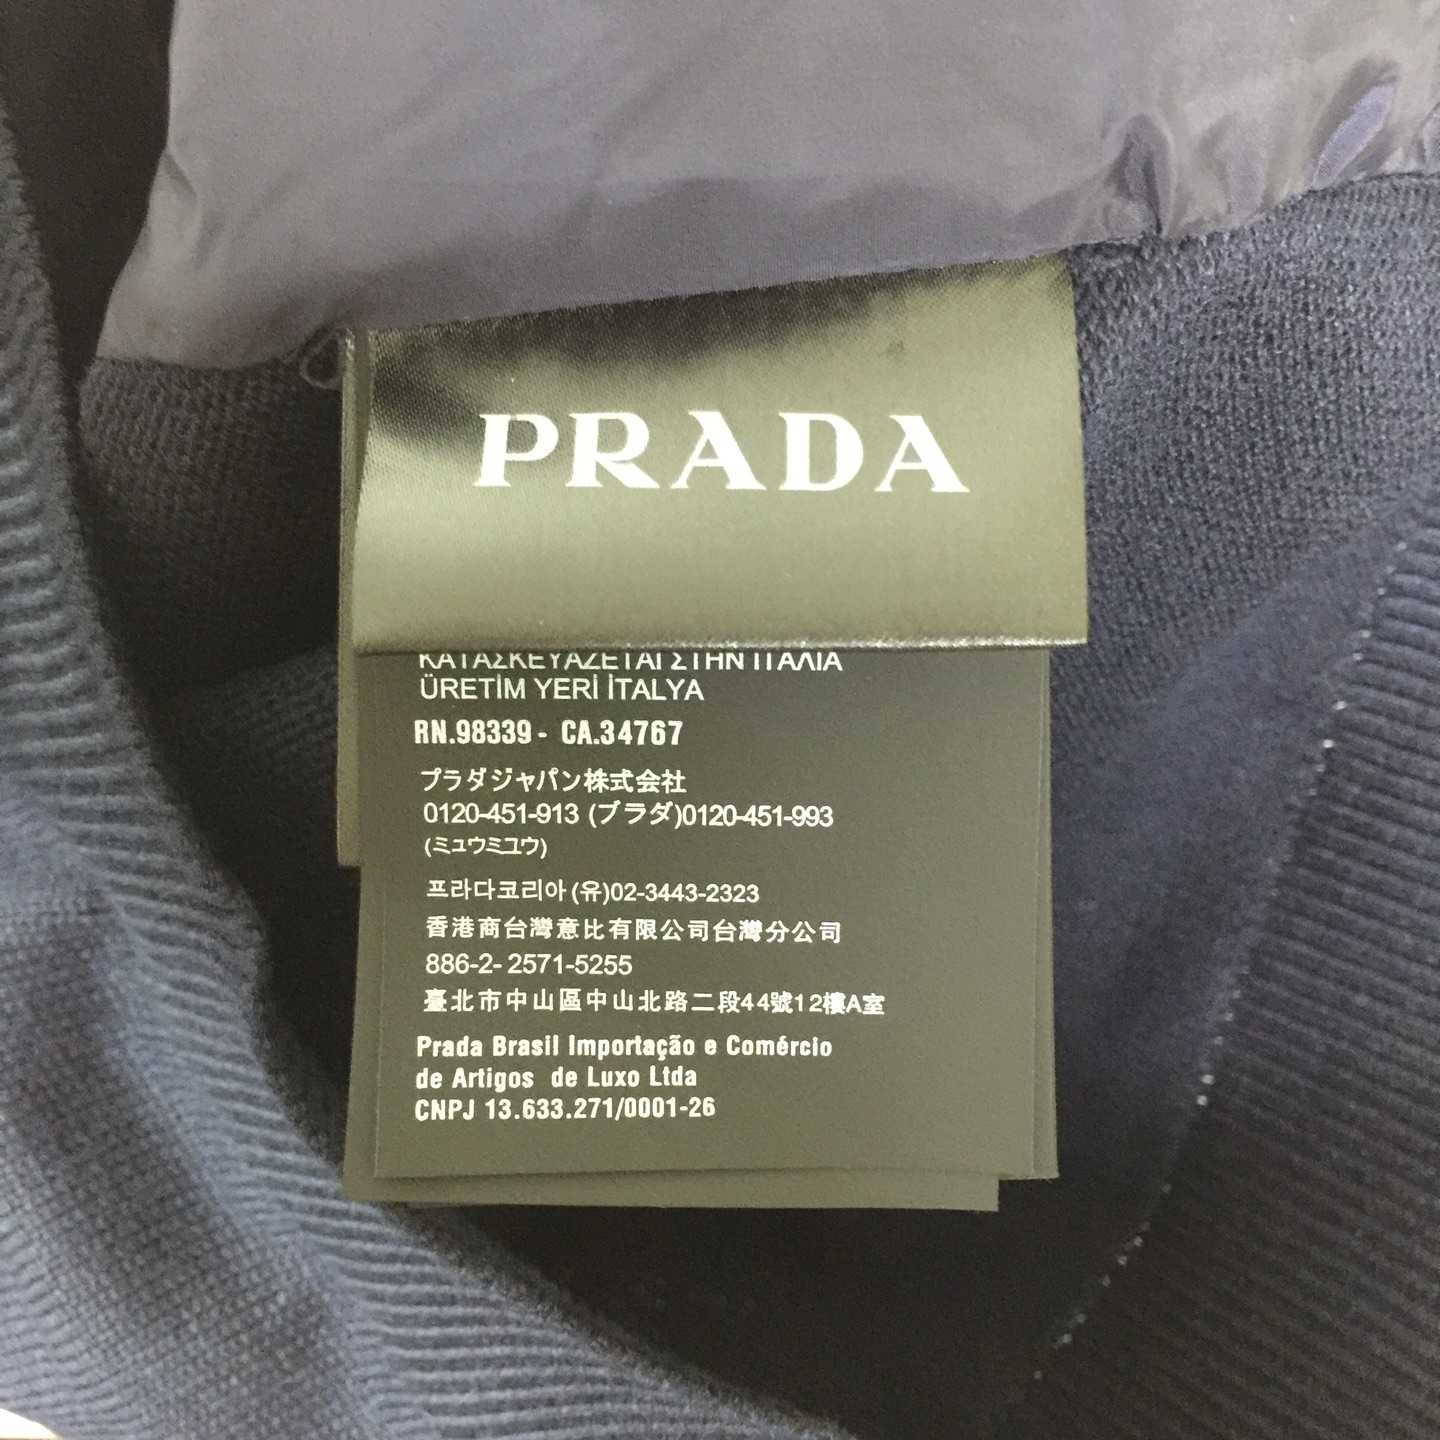 PRADA
ΚΑΤΑΣΚΕΥΑΖΕΤΑΙ ΣΤΗΝ ΙΤΑΛΙΑ
ÜRETİM YERİ İTALYA
RN.98339 - CA.34767
プラダジャパン株式会社
0120-451-913 (プラダ)0120-451-993
(ミュウミュウ)
프라다코리아(유)02-3443-2323
香港商台灣意比有限公司台灣分公司
886-2- 2571-5255
臺北市中山區中山北路二段44號12樓A室
Prada Brasil Importação e Comércio
de Artigos de Luxo Ltda
CNPJ 13.633.271/0001-26